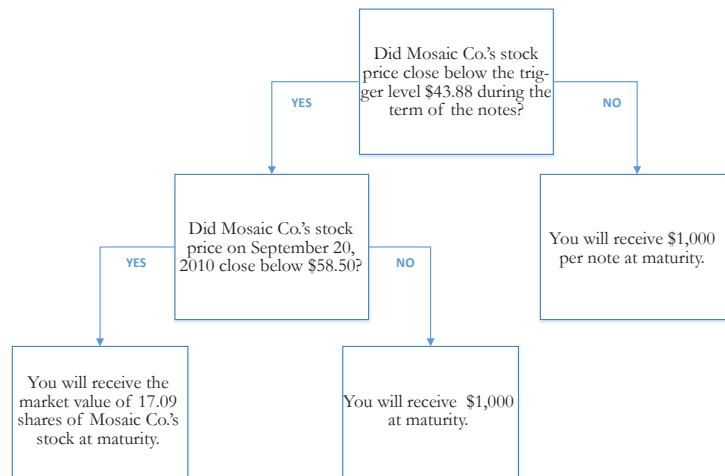 Did Mosaic Co.'s stock
price close below the trig-
ger level $43.88 during the
term of the notes?
YES
NO
Did Mosaic Co.'s stock
price on September 20,
2010 close below $58.50?
You will receive $1,000
per note at maturity.
YES
NO
You will receive the
market value of 17.09
shares of Mosaic Co.'s
stock at maturity.
You will receive  $1,000
at maturity.